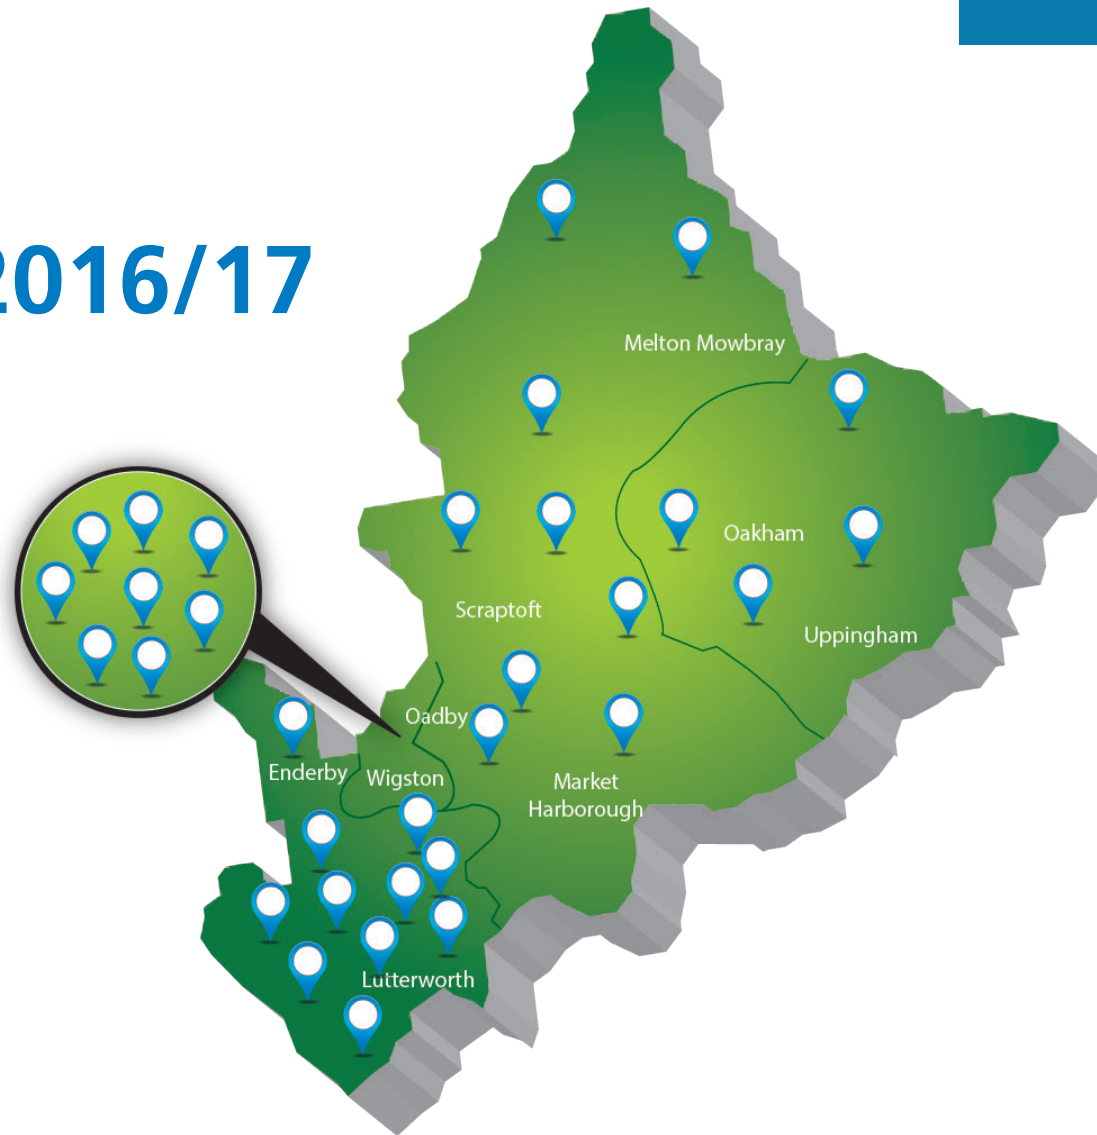 2016/17
Melton Mowbray
Oakham
Scraptoft
Uppingham
Oadby
Enderby
Wigston
Market
Harborough
Lutterworth